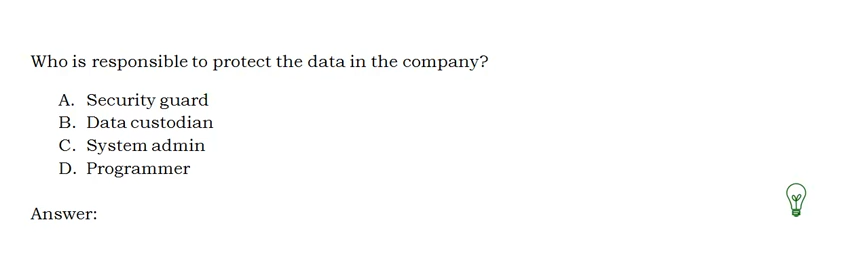 Who is responsible to protect the data in the company?
A. Security guard
B. Data custodian
C. System admin
D. Programmer
Answer: